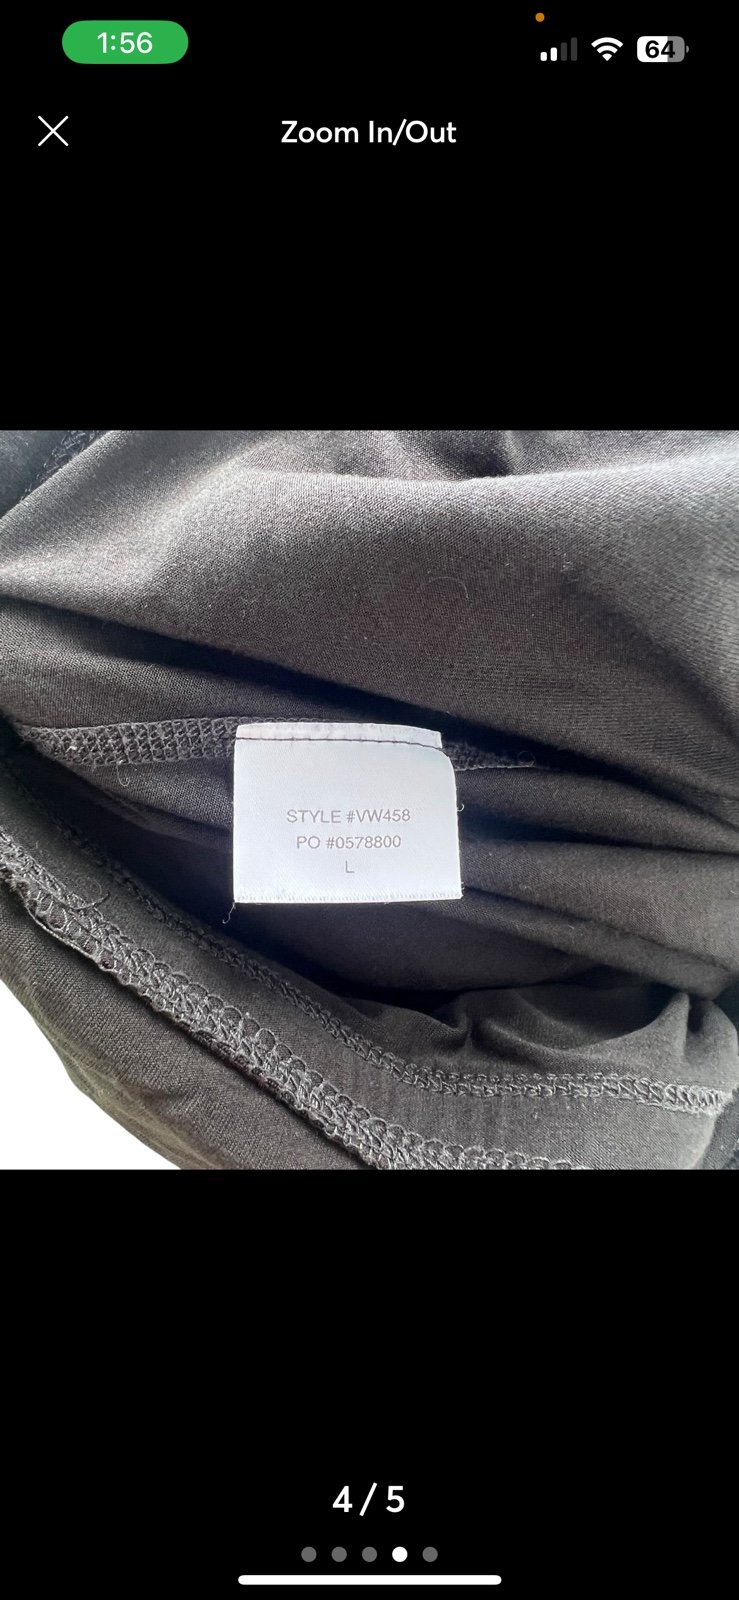 1:56
64
Zoom In/Out
STYLE #VW458
PO #0578800
L
4 / 5